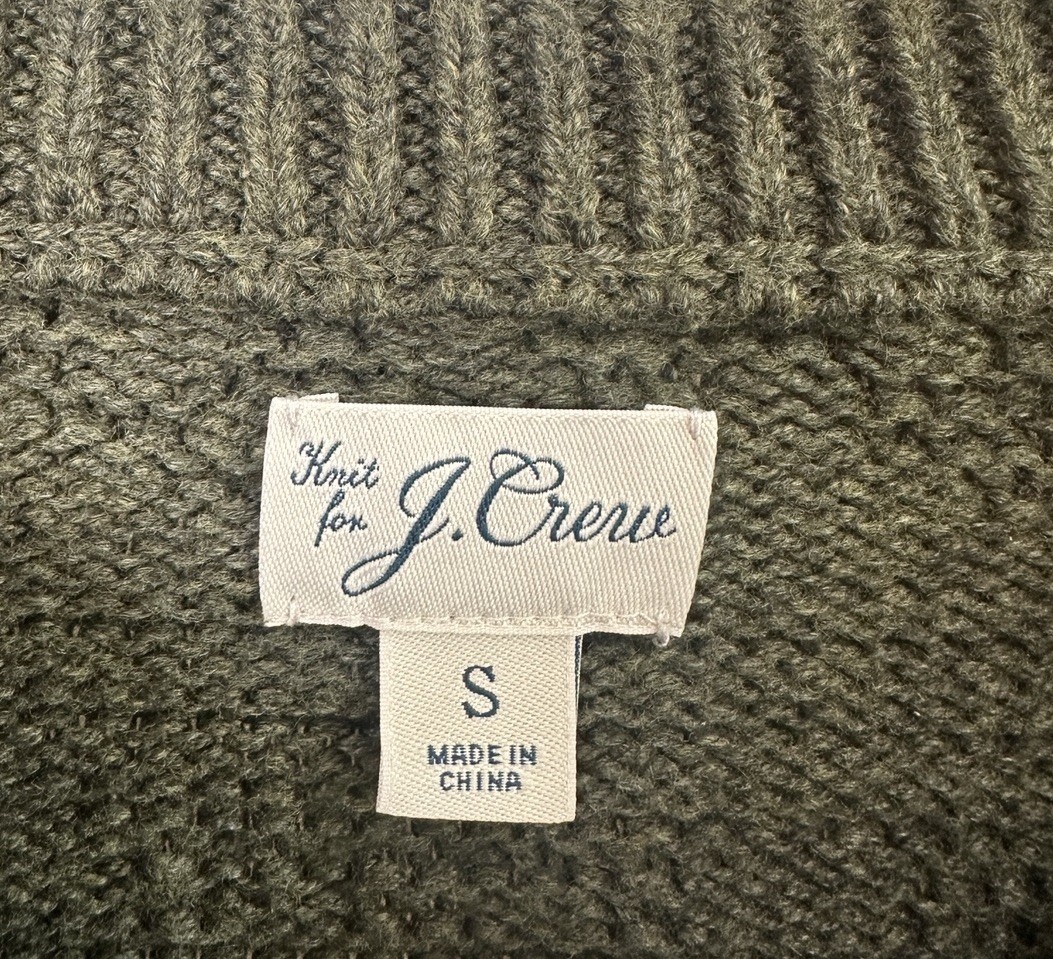 Knit
for J. Crew
S
MADE IN
CHINA